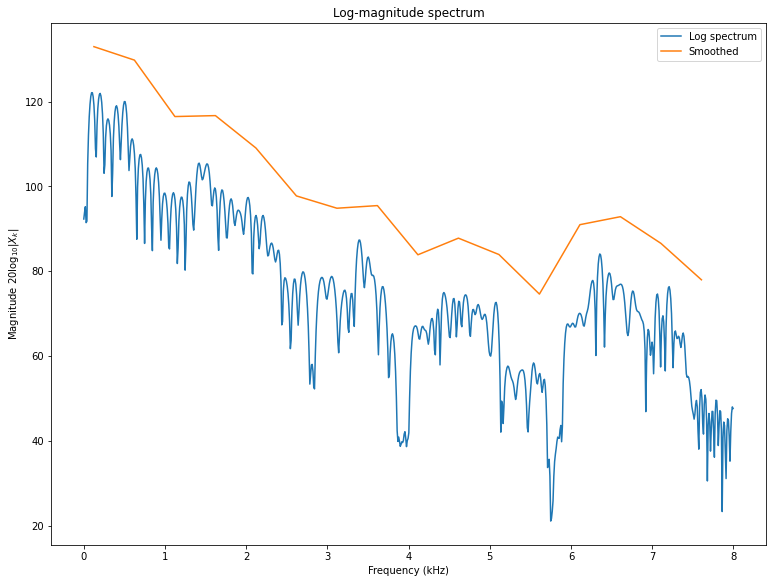 Log-magnitude spectrum
Log spectrum
Smoothed
Magnitude 20log₁₀|Xₖ|
120
100
80
60
40
20
0 1 2 3 4 5 6 7 8
Frequency (kHz)